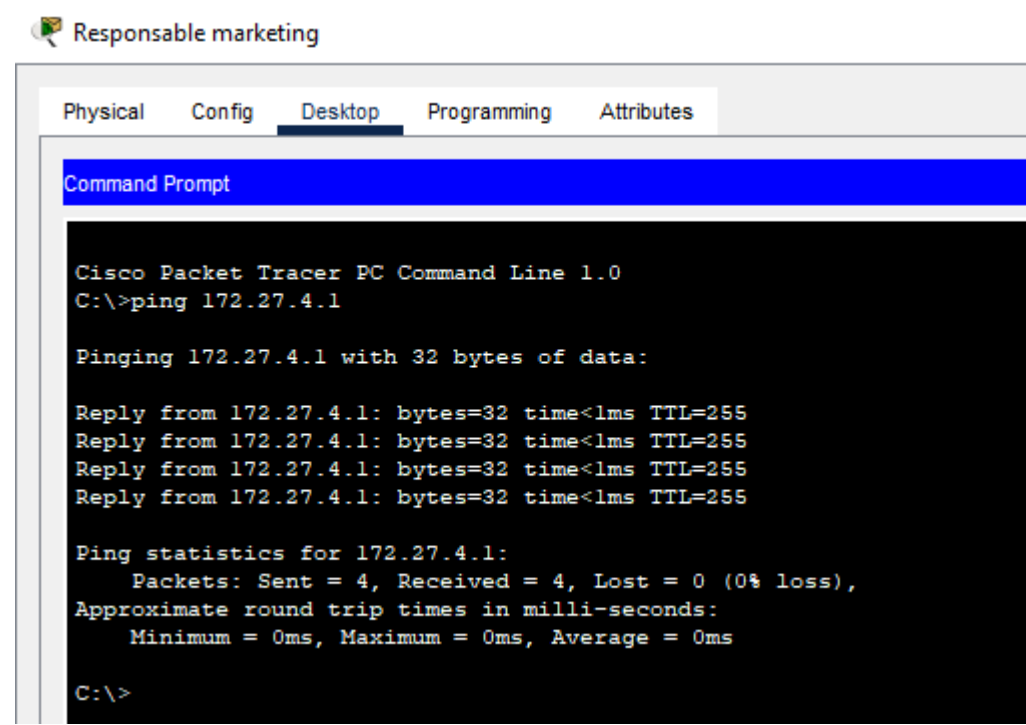 Responsable marketing
Physical Config Desktop Programming Attributes
Command Prompt
Cisco Packet Tracer PC Command Line 1.0
C:\>ping 172.27.4.1
Pinging 172.27.4.1 with 32 bytes of data:
Reply from 172.27.4.1: bytes=32 time<1ms TTL=255
Reply from 172.27.4.1: bytes=32 time<1ms TTL=255
Reply from 172.27.4.1: bytes=32 time<1ms TTL=255
Reply from 172.27.4.1: bytes=32 time<1ms TTL=255
Ping statistics for 172.27.4.1:
Packets: Sent = 4, Received = 4, Lost = 0 (0% loss),
Approximate round trip times in milli-seconds:
Minimum = 0ms, Maximum = 0ms, Average = 0ms
C:\>